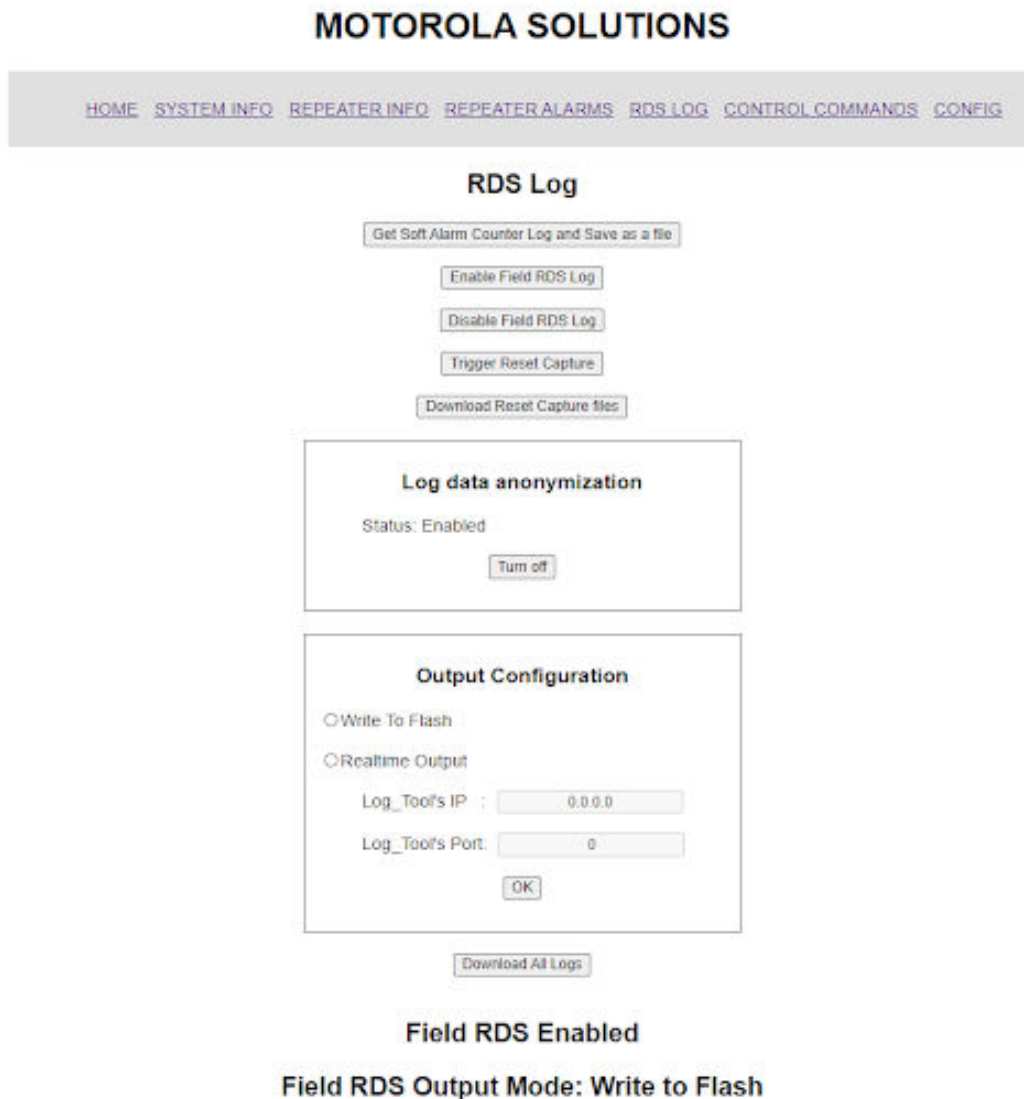 MOTOROLA SOLUTIONS
HOME SYSTEM INFO REPEATER INFO REPEATER ALARMS RDS LOG CONTROL COMMANDS CONFIG
RDS Log
Get Soft Alarm Counter Log and Save as a file
Enable Field RDS Log
Disable Field RDS Log
Trigger Reset Capture
Download Reset Capture files
Log data anonymization
Status: Enabled
Turn off
Output Configuration
Write To Flash
Realtime Output
Log_Tool's IP : 0.0.0.0
Log_Tool's Port: 0
OK
Download All Logs
Field RDS Enabled
Field RDS Output Mode: Write to Flash